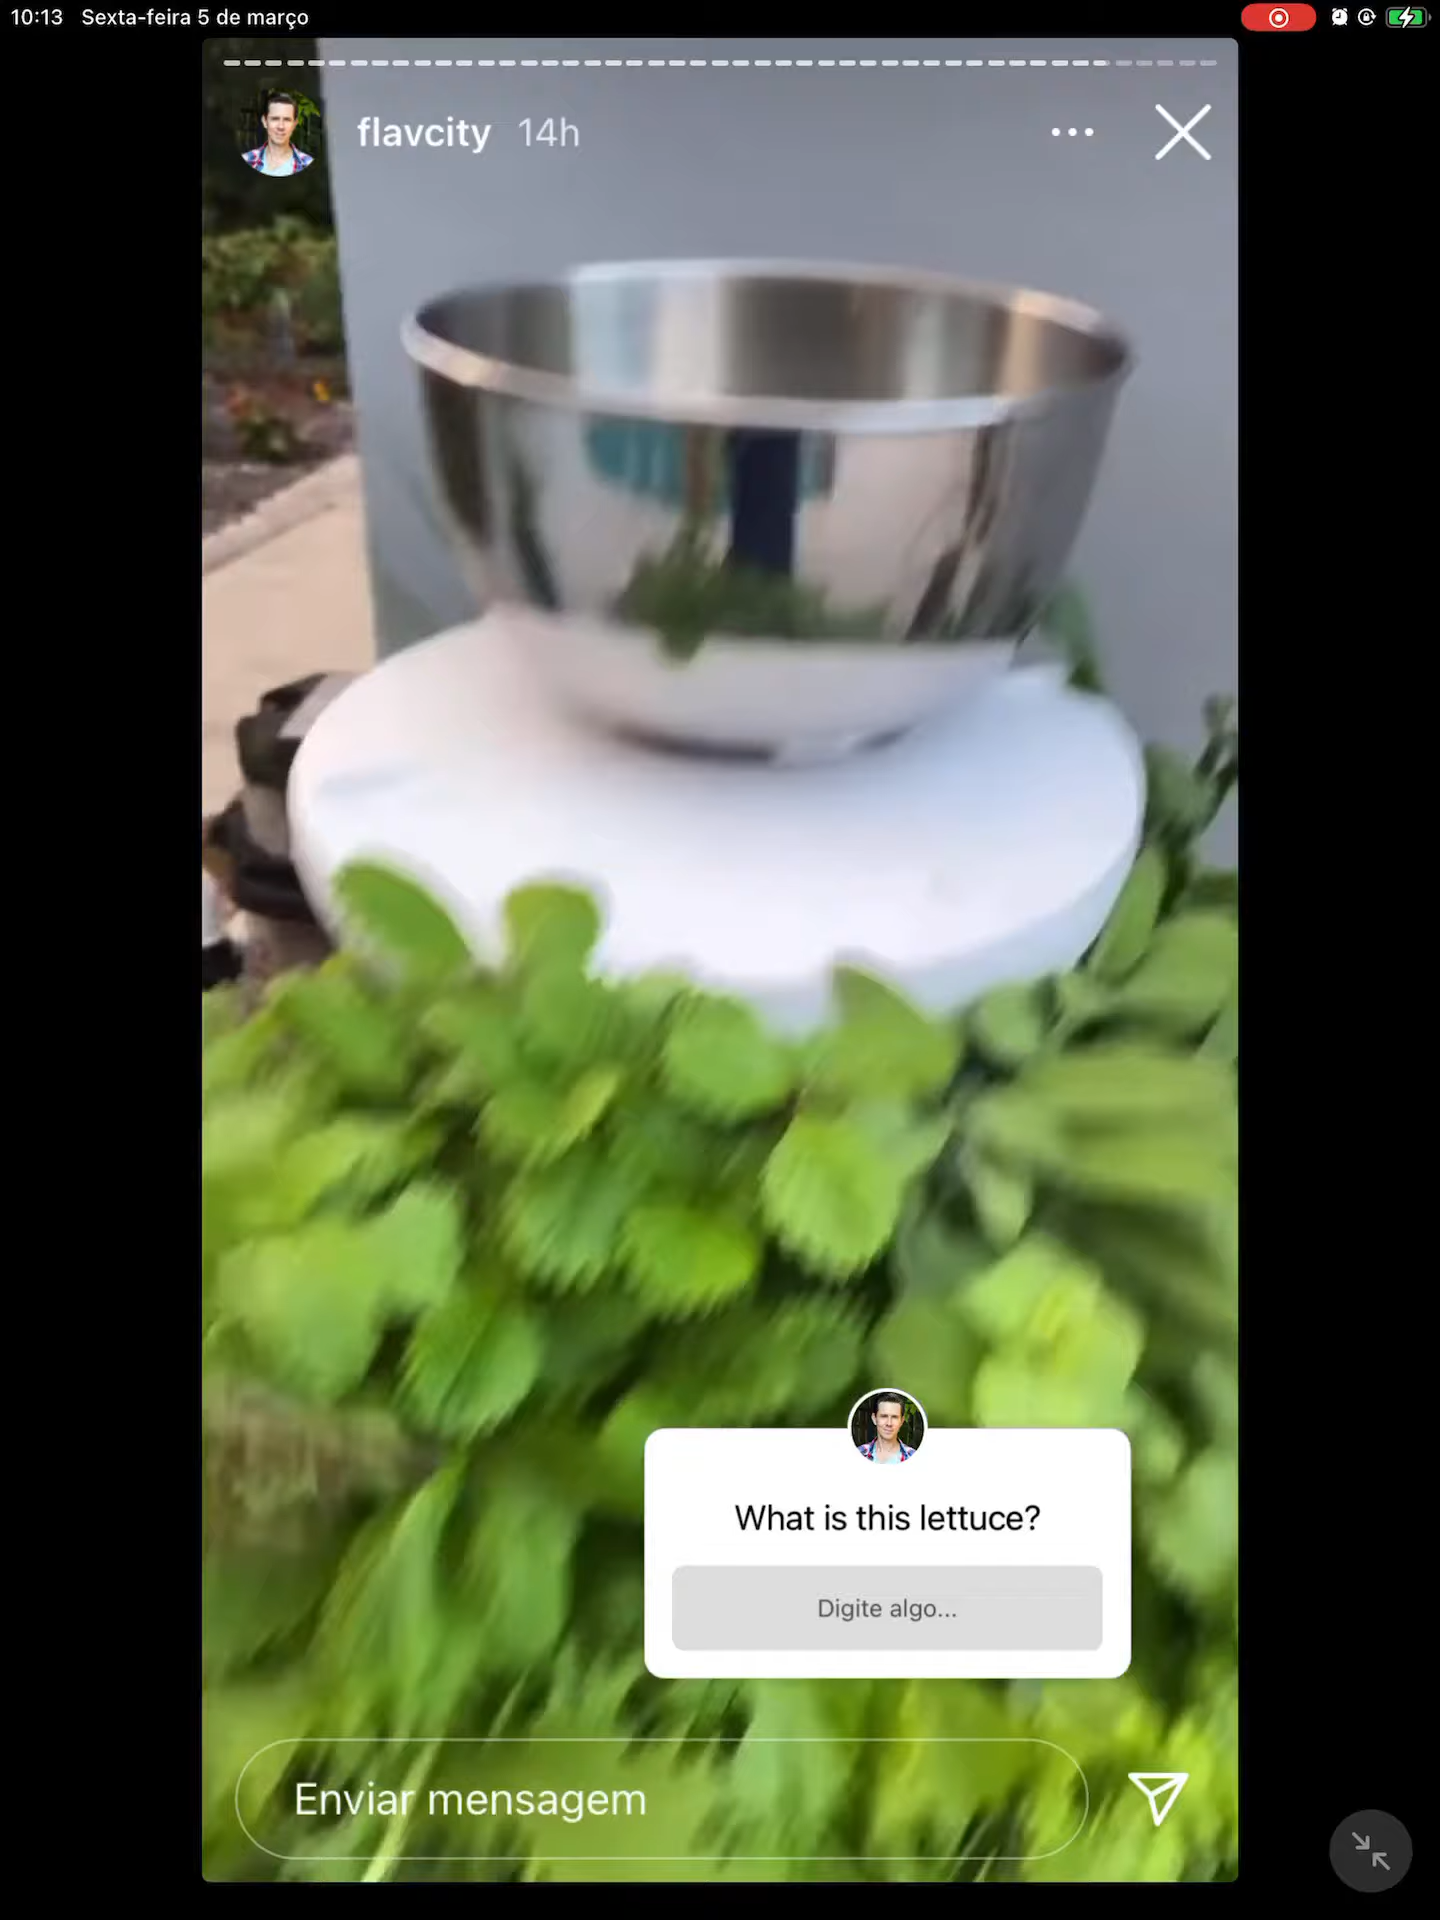 10:13 Sexta-feira 5 de março
flavcity 14h
What is this lettuce?
Digite algo...
Enviar mensagem